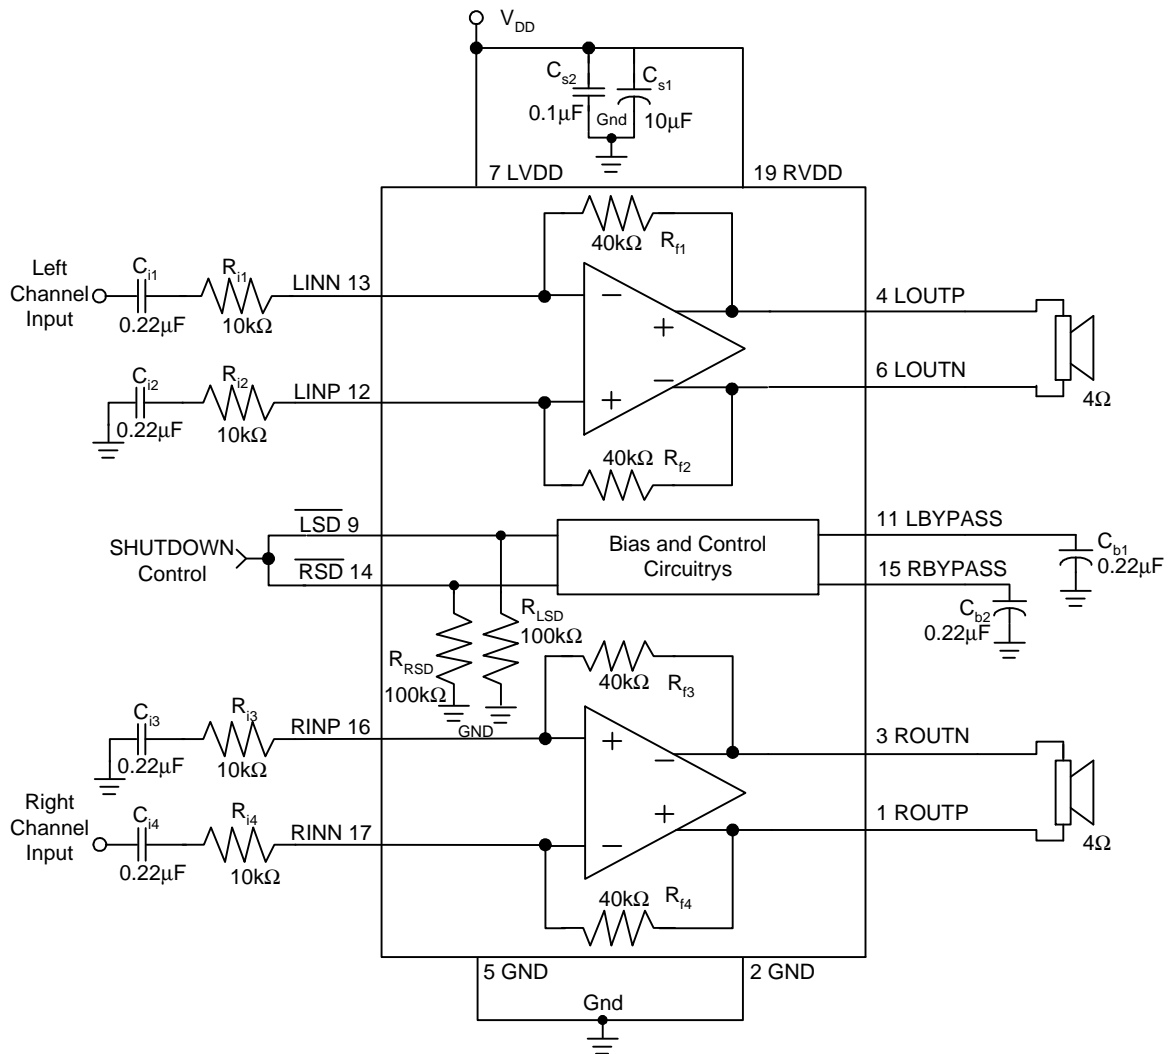 VDD
Cs2
Cs1
0.1μF
Gnd
10μF
7 LVDD
19 RVDD
40kΩ
Rf1
Left
Channel
Input
Ci1
0.22μF
Ri1
10kΩ
LINN 13
4 LOUTP
6 LOUTN
4Ω
Ci2
0.22μF
Ri2
10kΩ
LINP 12
−
+
+
−
40kΩ
Rf2
SHUTDOWN
Control
LSD 9
RSD 14
Bias and Control
Circuitrys
11 LBYPASS
15 RBYPASS
Cb1
0.22μF
Cb2
0.22μF
RLSD
100kΩ
RRSD
100kΩ
GND
40kΩ
Rf3
Ci3
0.22μF
Ri3
10kΩ
RINP 16
3 ROUTN
1 ROUTP
4Ω
Right
Channel
Input
Ci4
0.22μF
Ri4
10kΩ
RINN 17
+
−
−
+
40kΩ
Rf4
5 GND
2 GND
Gnd